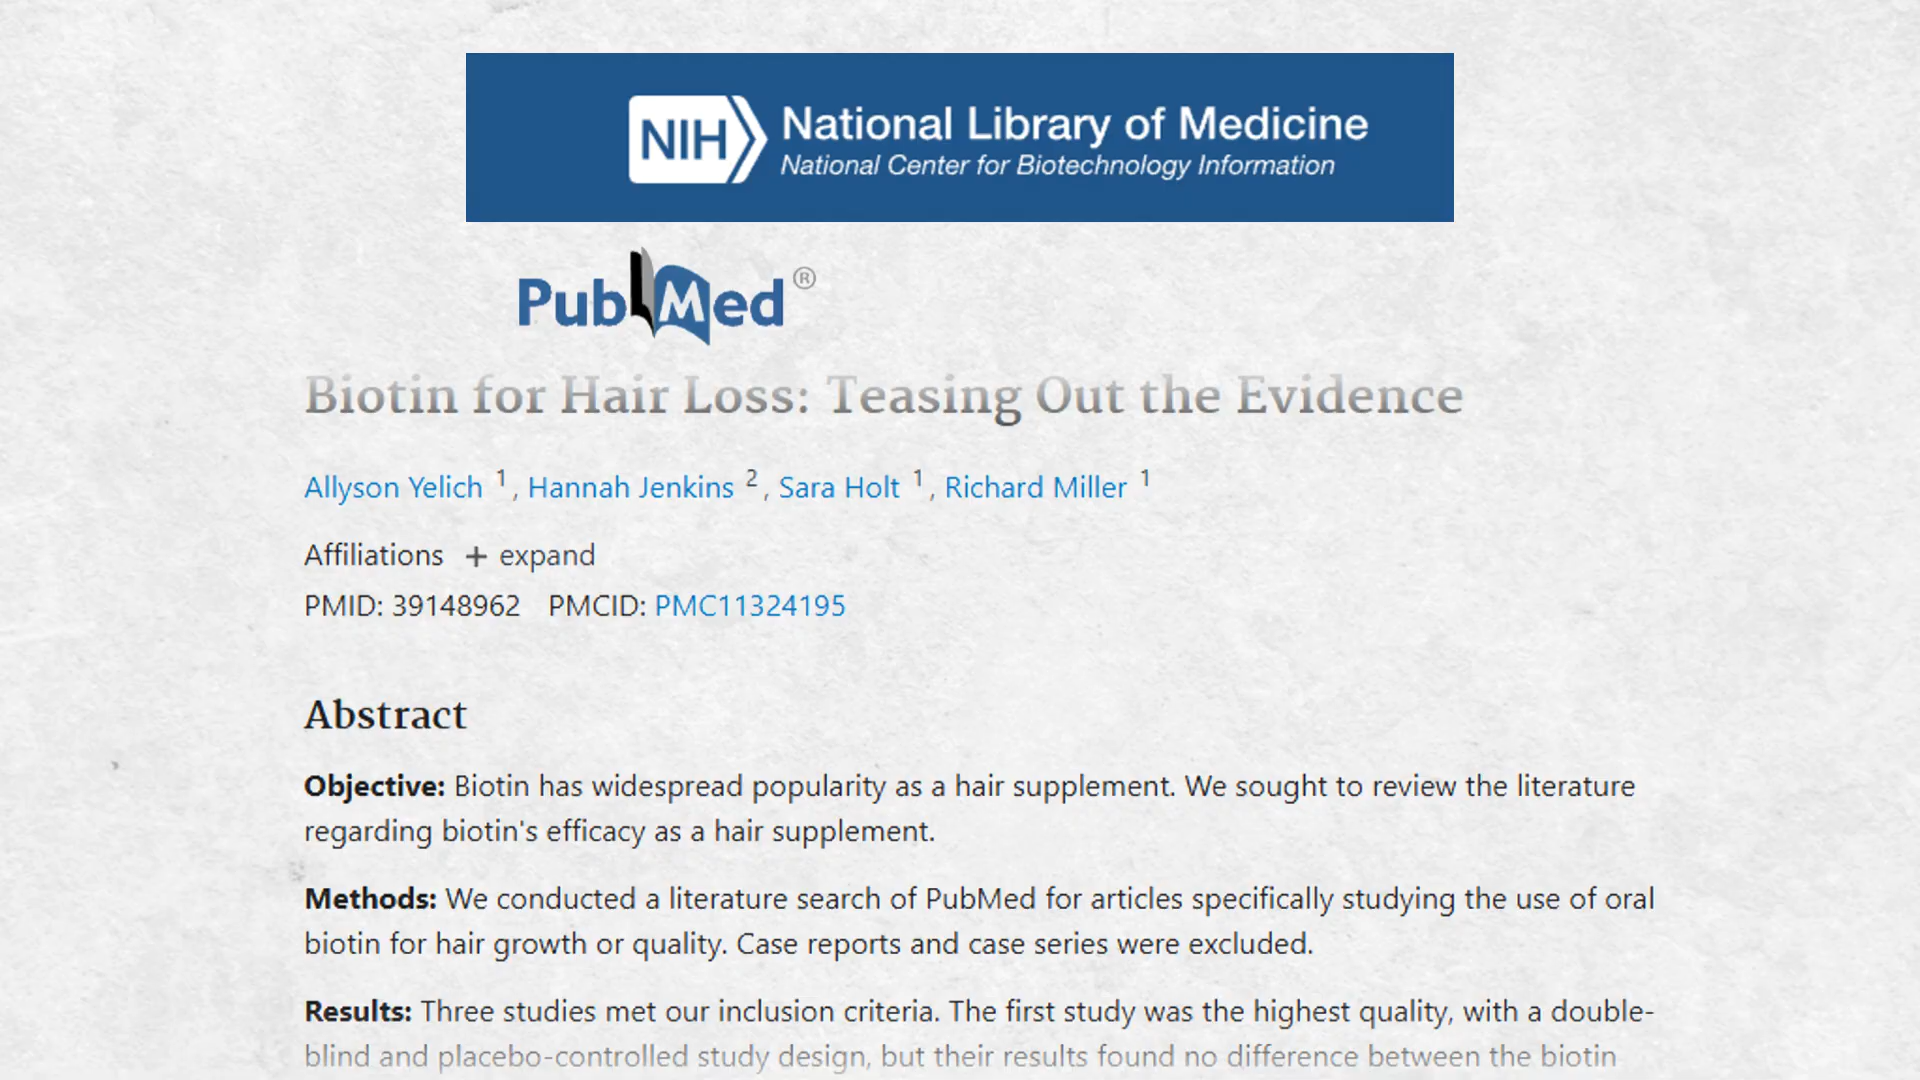 NIH National Library of Medicine
National Center for Biotechnology Information
PubMed®
Biotin for Hair Loss: Teasing Out the Evidence
Allyson Yelich 1, Hannah Jenkins 2, Sara Holt 1, Richard Miller 1
Affiliations + expand
PMID: 39148962 PMCID: PMC11324195
Abstract
Objective: Biotin has widespread popularity as a hair supplement. We sought to review the literature
regarding biotin's efficacy as a hair supplement.
Methods: We conducted a literature search of PubMed for articles specifically studying the use of oral
biotin for hair growth or quality. Case reports and case series were excluded.
Results: Three studies met our inclusion criteria. The first study was the highest quality, with a double-
blind and placebo-controlled study design, but their results found no difference between the biotin